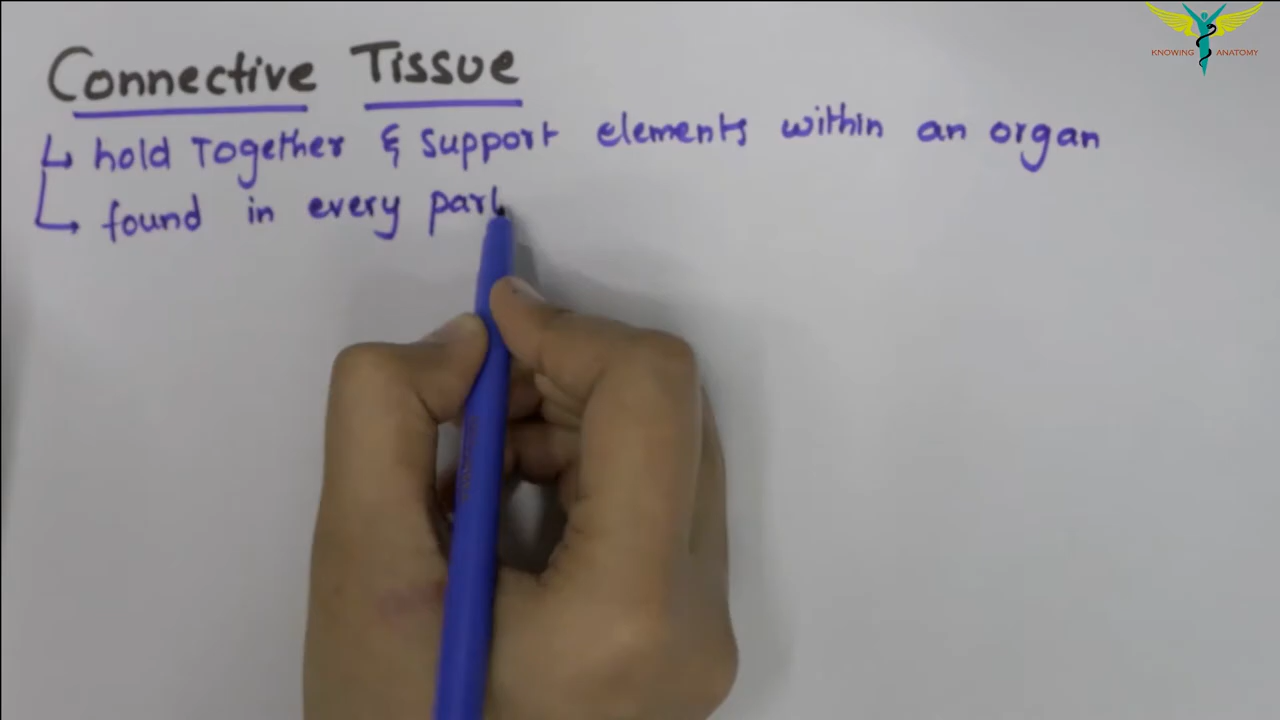 Connective Tissue
hold Together & support elements within an organ
found in every part
KNOWING ANATOMY